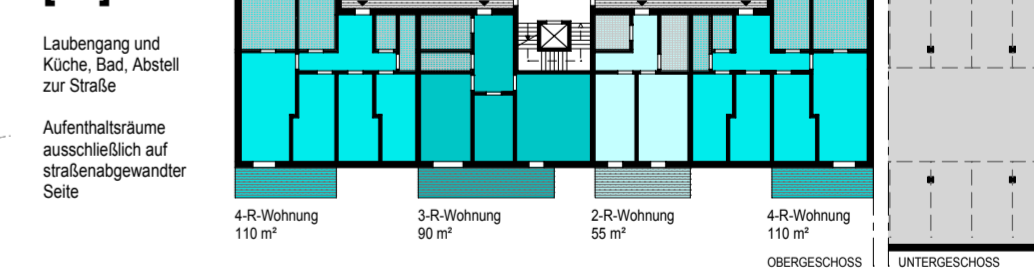 Laubengang und
Küche, Bad, Abstell
zur Straße
Aufenthaltsräume
ausschließlich auf
straßenabgewandter
Seite
4-R-Wohnung
110 m²
3-R-Wohnung
90 m²
2-R-Wohnung
55 m²
4-R-Wohnung
110 m²
OBERGESCHOSS
UNTERGESCHOSS